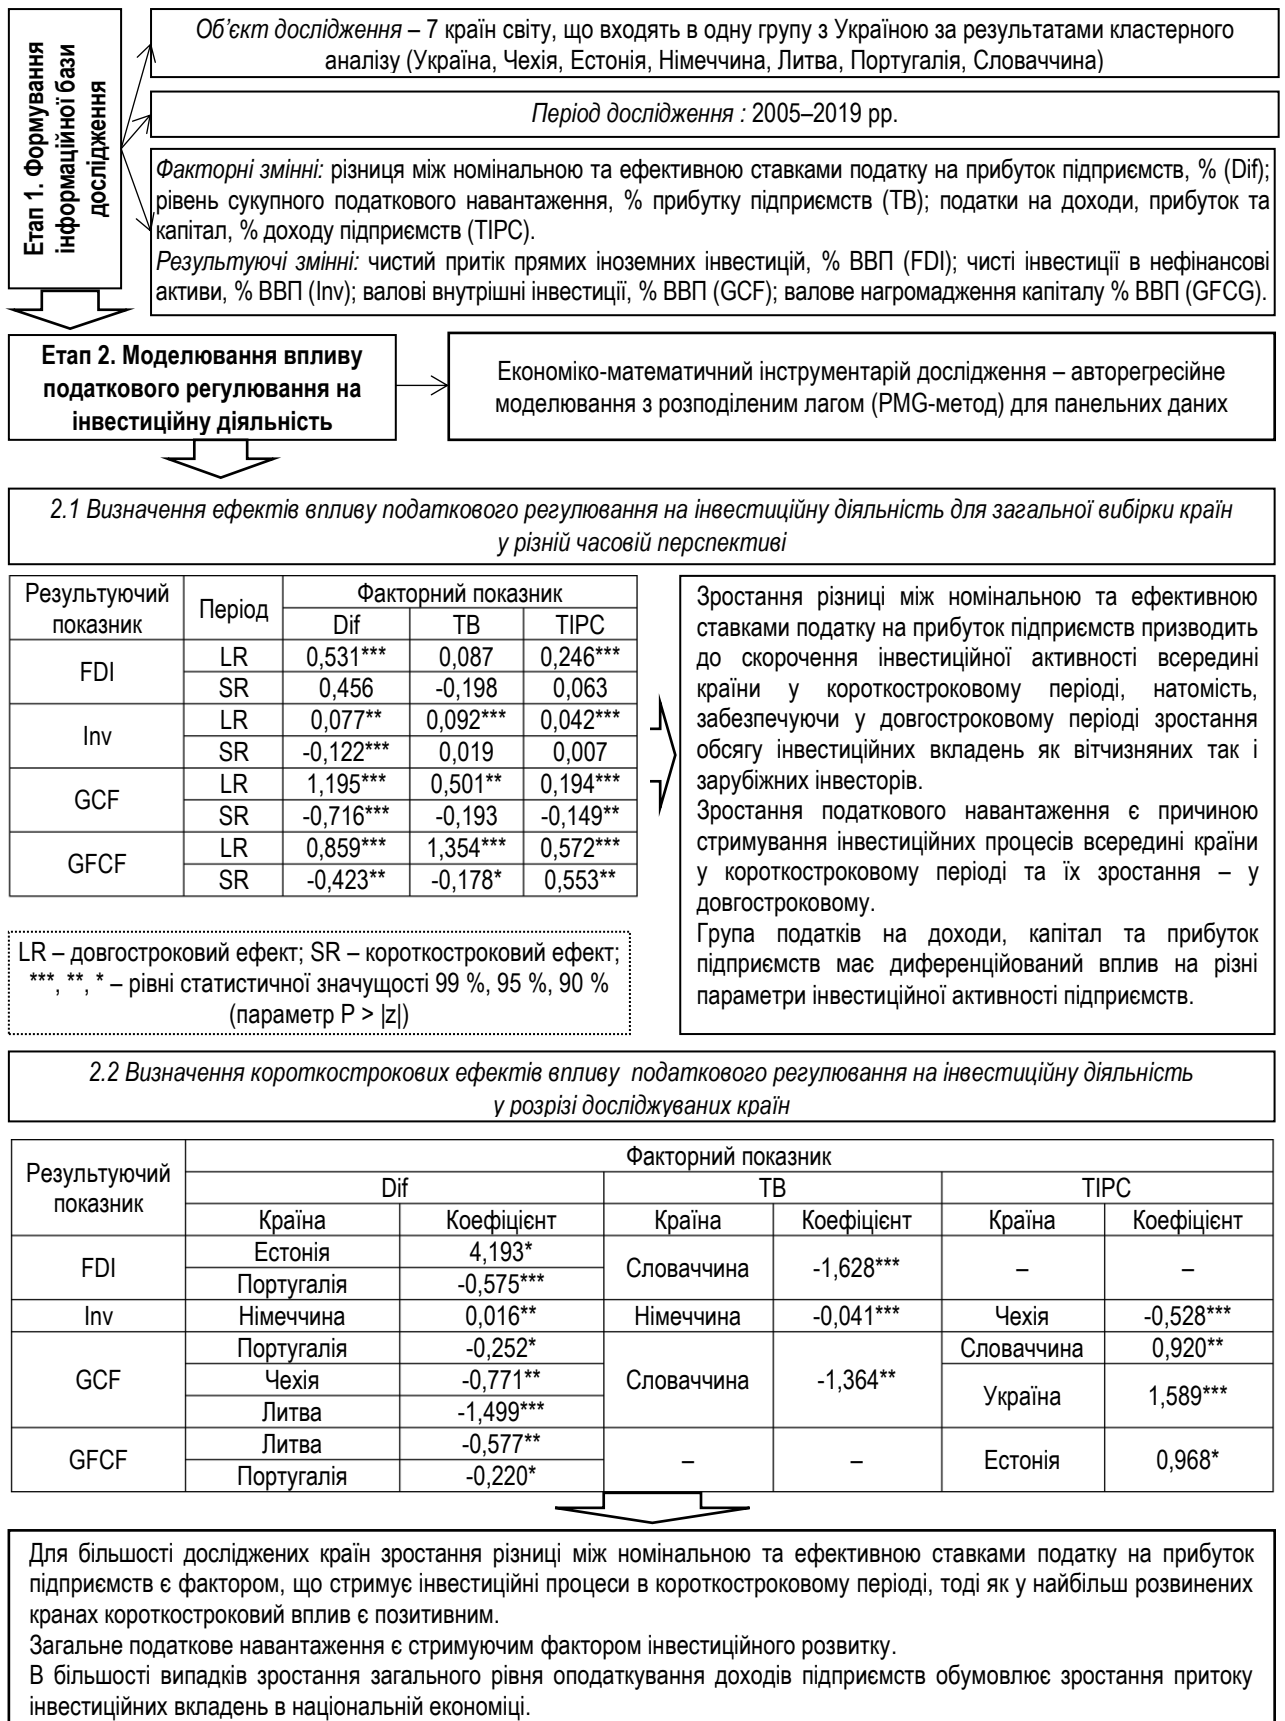 Етап 1. Формування
інформаційної бази
дослідження
Об’єкт дослідження – 7 країн світу, що входять в одну групу з Україною за результатами кластерного
аналізу (Україна, Чехія, Естонія, Німеччина, Литва, Португалія, Словаччина)
Період дослідження : 2005–2019 рр.
Факторні змінні: різниця між номінальною та ефективною ставками податку на прибуток підприємств, % (Dif);
рівень сукупного податкового навантаження, % прибутку підприємств (TB); податки на доходи, прибуток та
капітал, % доходу підприємств (TIPC).
Результуючі змінні: чистий притік прямих іноземних інвестицій, % ВВП (FDI); чисті інвестиції в нефінансові
активи, % ВВП (Inv); валові внутрішні інвестиції, % ВВП (GCF); валове нагромадження капіталу % ВВП (GFCG).
Етап 2. Моделювання впливу
податкового регулювання на
інвестиційну діяльність
Економіко-математичний інструментарій дослідження – авторегресійне
моделювання з розподіленим лагом (PMG-метод) для панельних даних
2.1 Визначення ефектів впливу податкового регулювання на інвестиційну діяльність для загальної вибірки країн
у різній часовій перспективі
Результуючий показник Період Факторний показник
Dif TB TIPC
FDI LR 0,531*** 0,087 0,246***
SR 0,456 -0,198 0,063
Inv LR 0,077** 0,092*** 0,042***
SR -0,122*** 0,019 0,007
GCF LR 1,195*** 0,501** 0,194***
SR -0,716*** -0,193 -0,149**
GFCF LR 0,859*** 1,354*** 0,572***
SR -0,423** -0,178* 0,553**
LR – довгостроковий ефект; SR – короткостроковий ефект;
***, **, * – рівні статистичної значущості 99 %, 95 %, 90 %
(параметр P > |z|)
Зростання різниці між номінальною та ефективною
ставками податку на прибуток підприємств призводить
до скорочення інвестиційної активності всередині
країни у короткостроковому періоді, натомість,
забезпечуючи у довгостроковому періоді зростання
обсягу інвестиційних вкладень як вітчизняних так і
зарубіжних інвесторів.
Зростання податкового навантаження є причиною
стримування інвестиційних процесів всередині країни
у короткостроковому періоді та їх зростання – у
довгостроковому.
Група податків на доходи, капітал та прибуток
підприємств має диференційований вплив на різні
параметри інвестиційної активності підприємств.
2.2 Визначення короткострокових ефектів впливу податкового регулювання на інвестиційну діяльність
у розрізі досліджуваних країн
Результуючий показник Факторний показник
Dif TB TIPC
Країна Коефіцієнт Країна Коефіцієнт Країна Коефіцієнт
FDI Естонія 4,193* Словаччина -1,628*** – –
Португалія -0,575***
Inv Німеччина 0,016** Німеччина -0,041*** Чехія -0,528***
GCF Португалія -0,252* Словаччина -1,364** Словаччина 0,920**
Чехія -0,771** Україна 1,589***
Литва -1,499***
GFCF Литва -0,577** – – Естонія 0,968*
Португалія -0,220*
Для більшості досліджених країн зростання різниці між номінальною та ефективною ставками податку на прибуток
підприємств є фактором, що стримує інвестиційні процеси в короткостроковому періоді, тоді як у найбільш розвинених
кранах короткостроковий вплив є позитивним.
Загальне податкове навантаження є стримуючим фактором інвестиційного розвитку.
В більшості випадків зростання загального рівня оподаткування доходів підприємств обумовлює зростання притоку
інвестиційних вкладень в національній економіці.